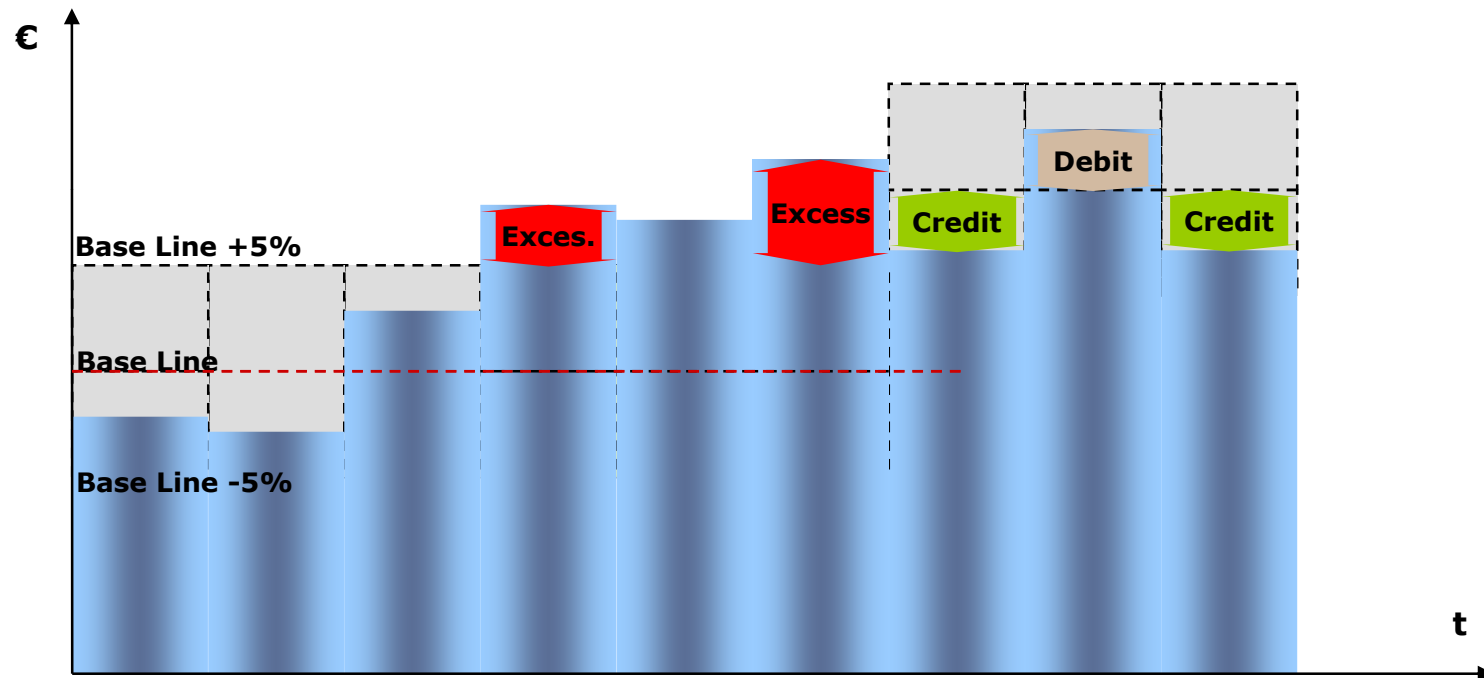 €
Debit
Excess
Credit
Credit
Exces.
Base Line +5%
Base Line
Base Line -5%
t